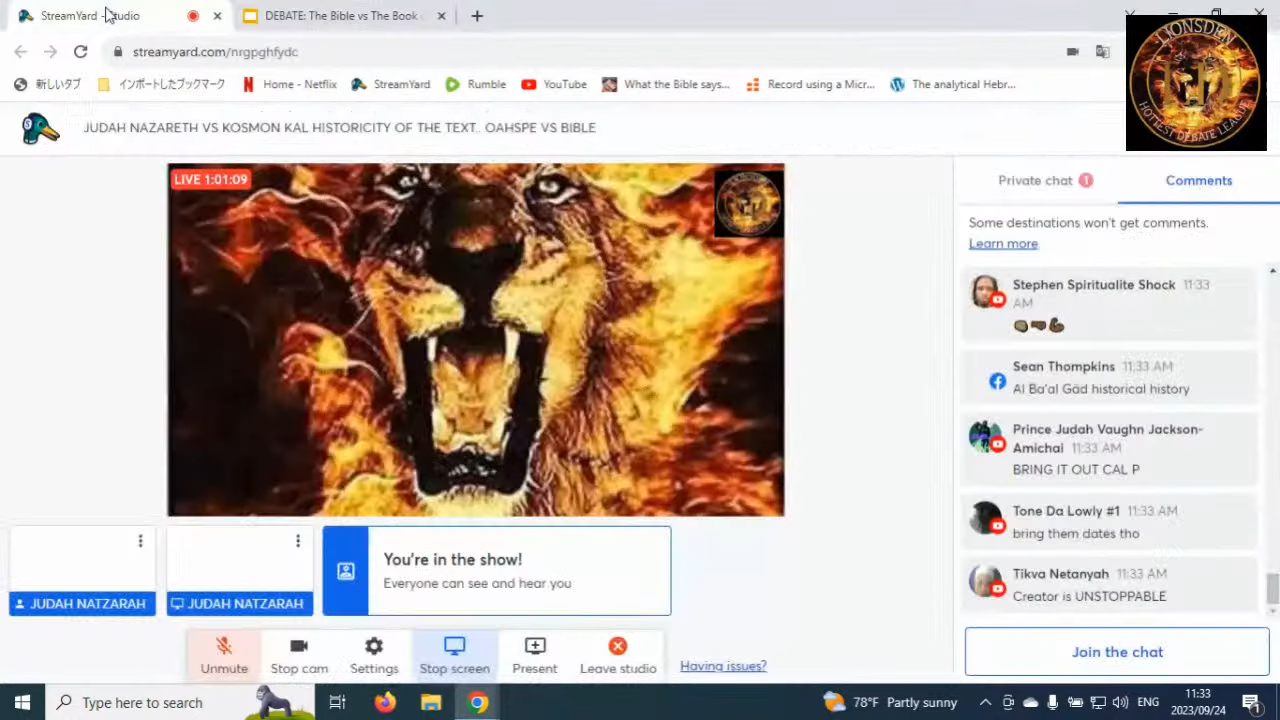 StreamYard - Studio
DEBATE: The Bible vs The Book
streamyard.com/nrgpghfydc
新しいタブ
インポートしたブックマーク
Home - Netflix
StreamYard
Rumble
YouTube
What the Bible says...
Record using a Micr...
The analytical Hebr...
LIONSDEN
HOTTEST DEBATE LEAGUE
JUDAH NAZARETH VS KOSMON KAL HISTORICITY OF THE TEXT.. OAHSPE VS BIBLE
LIVE 1:01:09
Private chat 1
Comments
Some destinations won't get comments.
Learn more
Stephen Spiritualite Shock 11:33
AM
Sean Thompkins 11:33 AM
Al Ba'al Gäd historical history
Prince Judah Vaughn Jackson-
Amichal 11:33 AM
BRING IT OUT CAL P
Tone Da Lowly #1 11:33 AM
bring them dates tho
Tikva Netanyah 11:33 AM
Creator is UNSTOPPABLE
Join the chat
JUDAH NATZARAH
JUDAH NATZARAH
You're in the show!
Everyone can see and hear you
Unmute
Stop cam
Settings
Stop screen
Present
Leave studio
Having issues?
Type here to search
78°F Partly sunny
ENG
11:33
2023/09/24
1